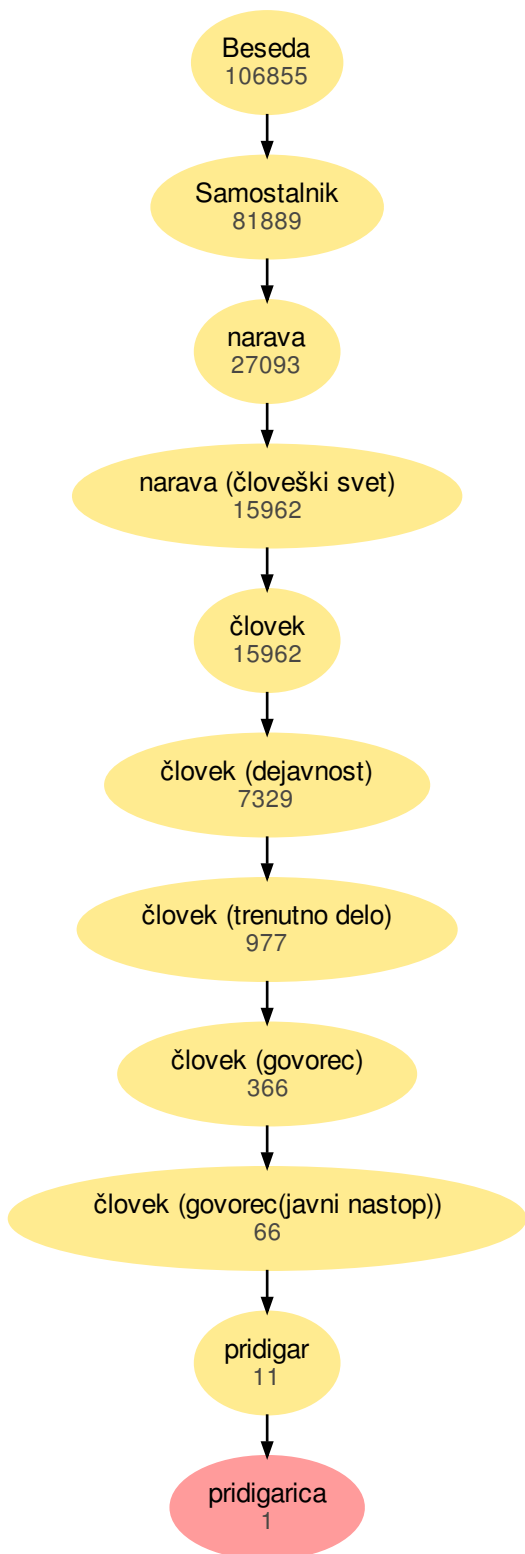 Beseda
106855
Samostalnik
81889
narava
27093
narava (človeški svet)
15962
človek
15962
človek (dejavnost)
7329
človek (trenutno delo)
977
človek (govorec)
366
človek (govorec(javni nastop))
66
pridigar
11
pridigarica
1